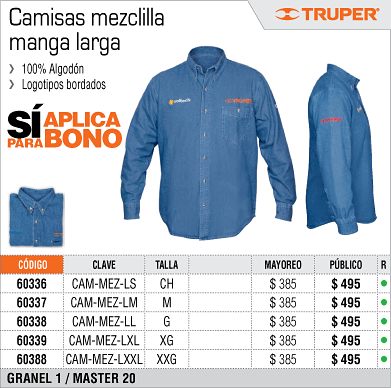 Camisas mezclilla
manga larga
TRUPER®
› 100% Algodón
› Logotipos bordados
SÍ APLICA
PARA BONO
TRUPER
CÓDIGO CLAVE TALLA MAYOREO PÚBLICO R
60336 CAM-MEZ-LS CH $ 385 $ 495
60337 CAM-MEZ-LM M $ 385 $ 495
60338 CAM-MEZ-LL G $ 385 $ 495
60339 CAM-MEZ-LXL XG $ 385 $ 495
60388 CAM-MEZ-LXXL XXG $ 385 $ 495
GRANEL 1 / MASTER 20